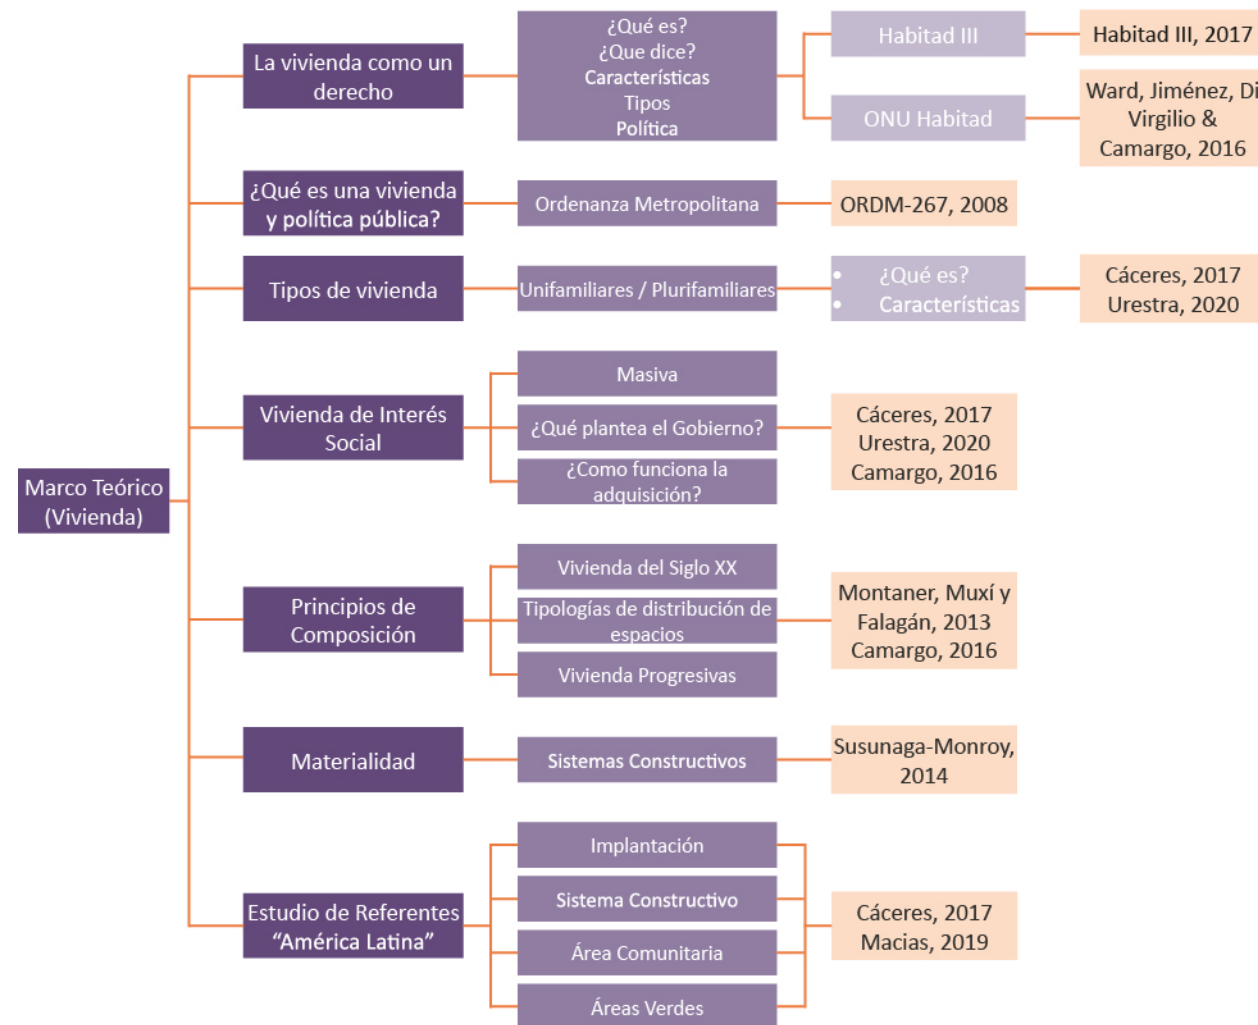 Marco Teórico
(Vivienda)
La vivienda como un
derecho
¿Qué es?
¿Que dice?
Característícas
Tipos
Política
Habitad III
Habitad III, 2017
ONU Habitad
Ward, Jiménez, Di
Virgilio &
Camargo, 2016
¿Qué es una vivienda
y política pública?
Ordenanza Metropolitana
ORDM-267, 2008
Tipos de vivienda
Unifamiliares / Plurifamiliares
• ¿Qué es?
• Característícas
Cáceres, 2017
Urestra, 2020
Vivienda de Interés
Social
Masiva
¿Qué plantea el Gobierno?
¿Como funciona la
adquisición?
Cáceres, 2017
Urestra, 2020
Camargo, 2016
Principios de
Composición
Vivienda del Siglo XX
Tipologías de distribución de
espacios
Vivienda Progresivas
Montaner, Muxí y
Falagán, 2013
Camargo, 2016
Materialidad
Sistemas Constructivos
Susunaga-Monroy,
2014
Estudio de Referentes
“América Latina”
Implantación
Sistema Constructivo
Área Comunitaria
Áreas Verdes
Cáceres, 2017
Macias, 2019